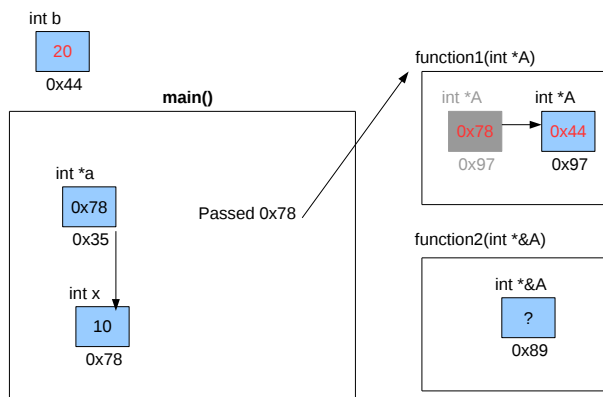 int b
20
0x44
main()
int *a
0x78
0x35
int x
10
0x78
Passed 0x78
function1(int *A)
int *A
int *A
0x78
0x44
0x97
0x97
function2(int *&A)
int *&A
?
0x89